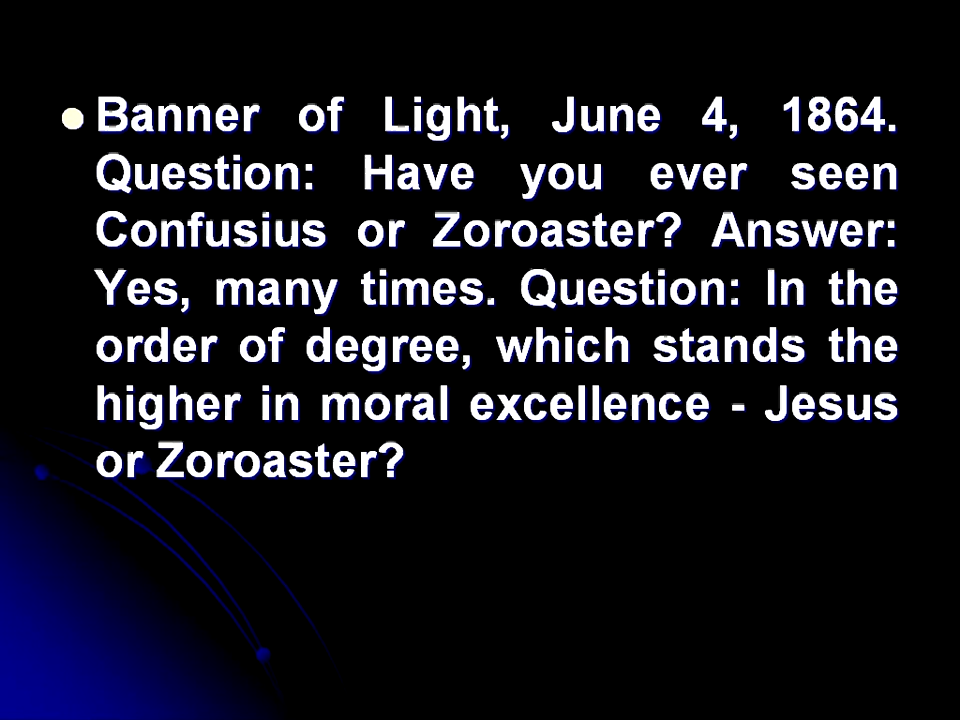 Banner of Light, June 4, 1864.
Question: Have you ever seen
Confusius or Zoroaster? Answer:
Yes, many times. Question: In the
order of degree, which stands the
higher in moral excellence - Jesus
or Zoroaster?